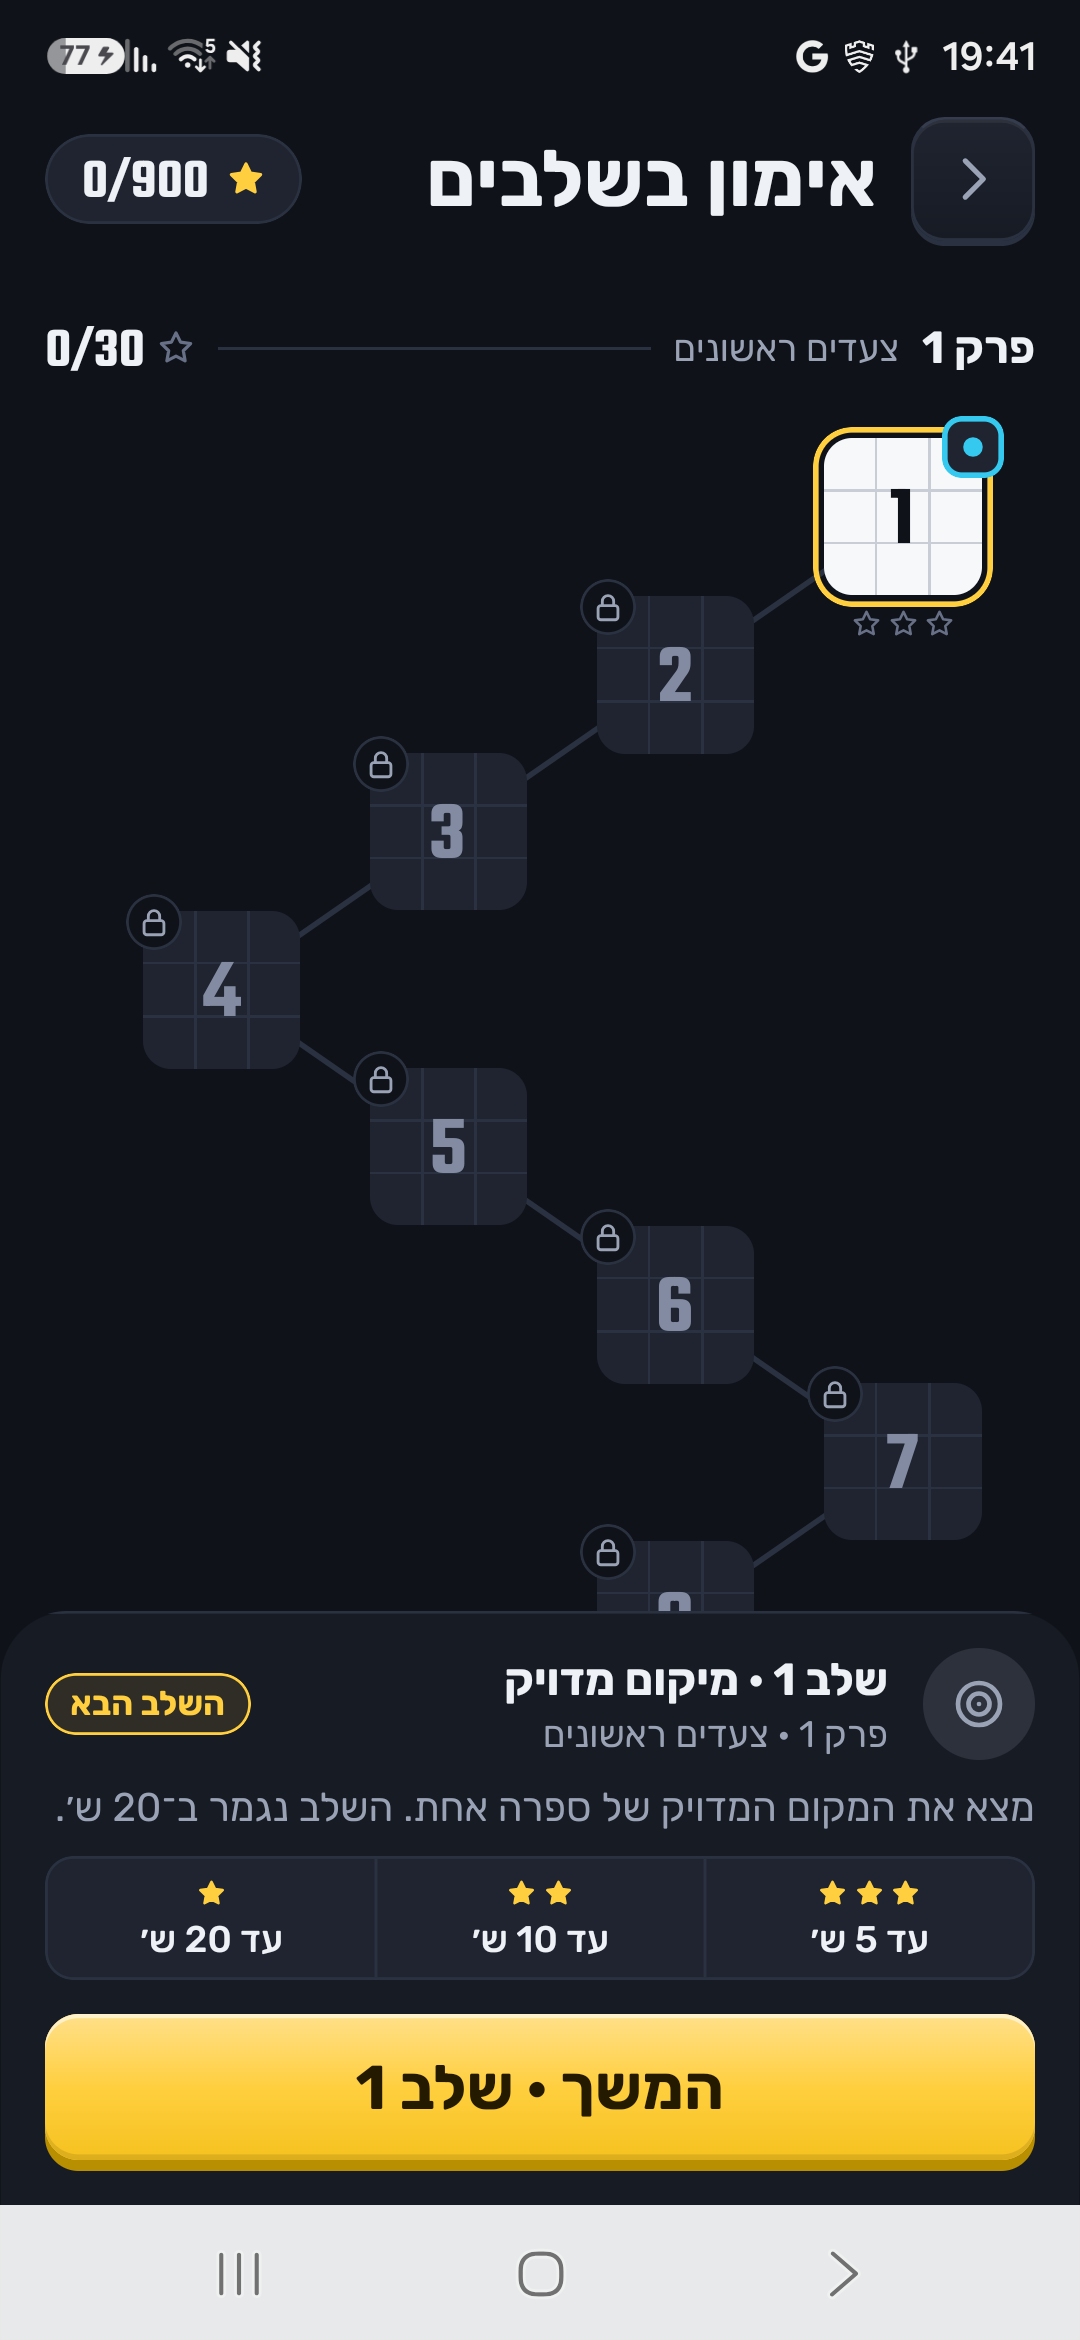 77
5
19:41
אימון בשלבים
0/900
פרק 1 צעדים ראשונים
0/30
1
2
3
4
5
6
7
שלב 1 • מיקום מדויק
פרק 1 • צעדים ראשונים
השלב הבא
מצא את המקום המדויק של ספרה אחת. השלב נגמר ב־20 ש׳.
עד 5 ש׳
עד 10 ש׳
עד 20 ש׳
המשך • שלב 1